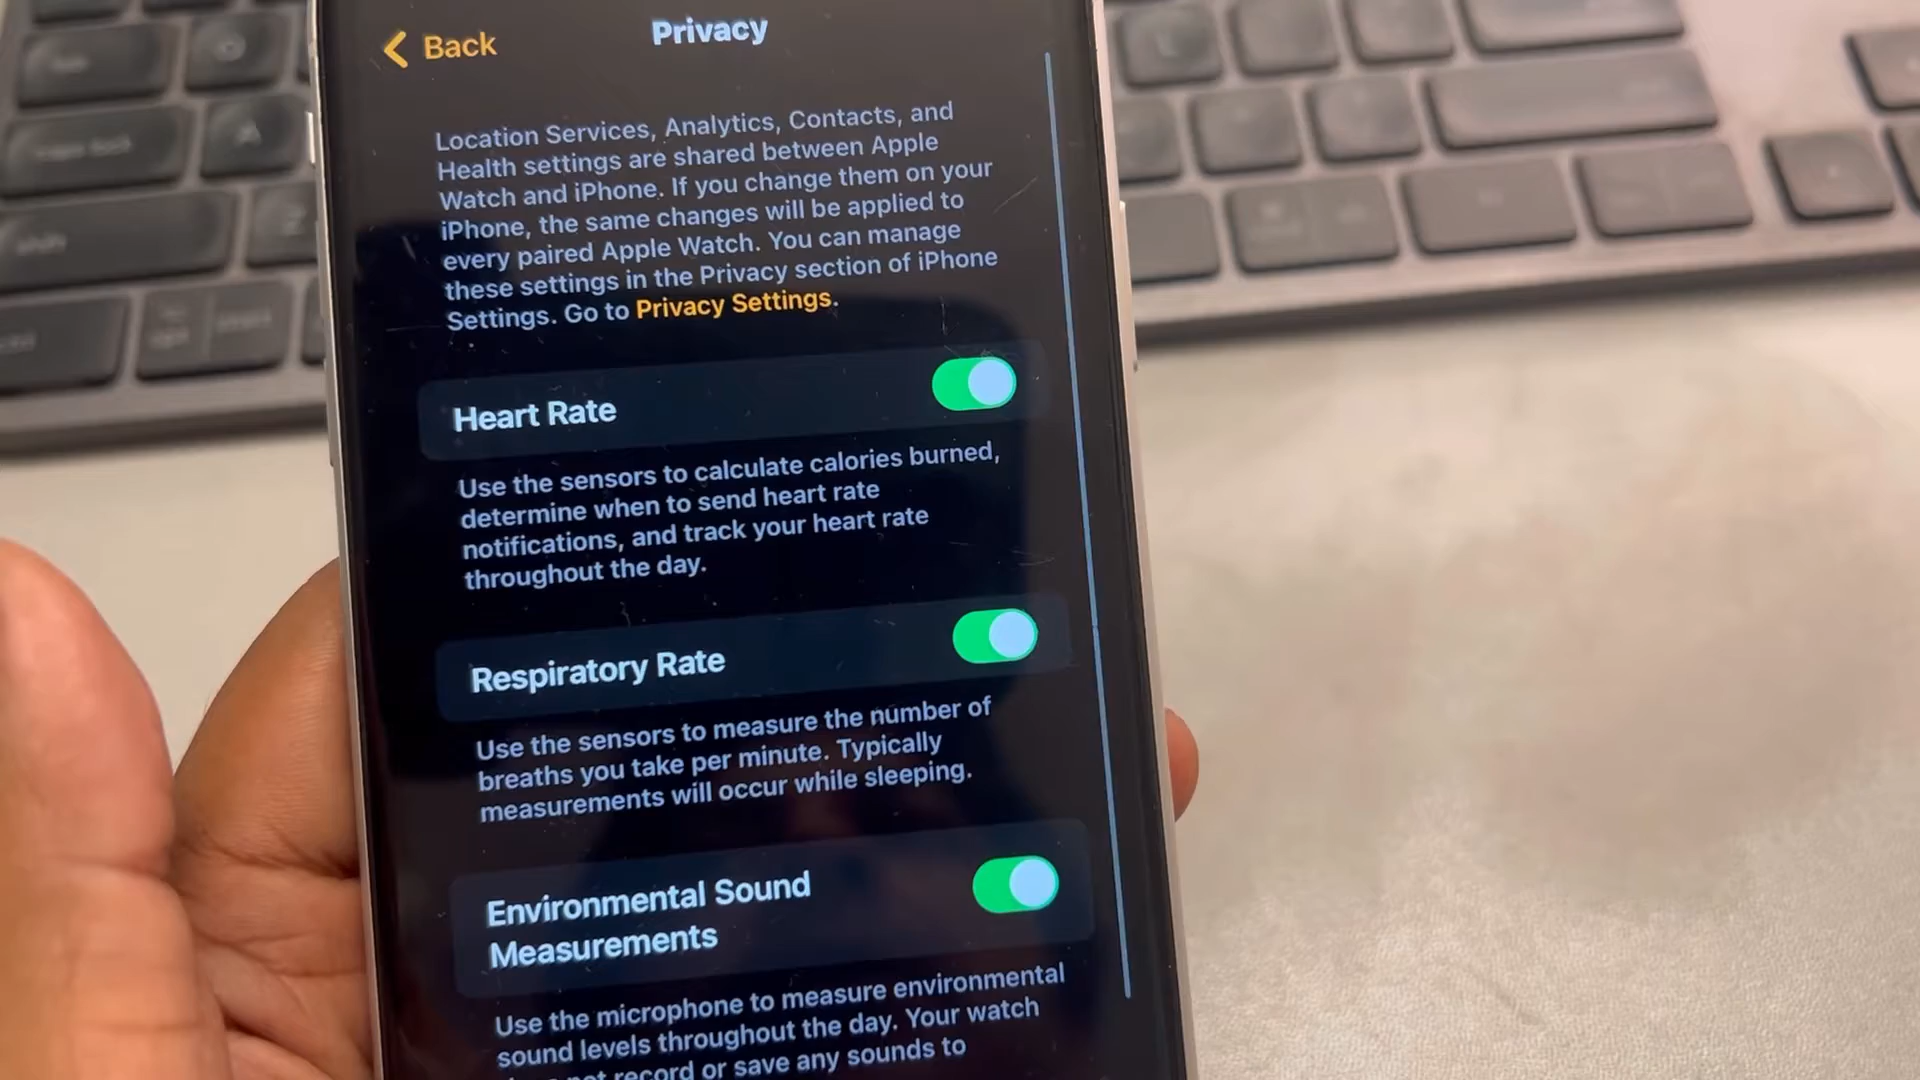 Back
Privacy
Location Services, Analytics, Contacts, and
Health settings are shared between Apple
Watch and iPhone. If you change them on your
iPhone, the same changes will be applied to
every paired Apple Watch. You can manage
these settings in the Privacy section of iPhone
Settings. Go to Privacy Settings.
Heart Rate
Use the sensors to calculate calories burned,
determine when to send heart rate
notifications, and track your heart rate
throughout the day.
Respiratory Rate
Use the sensors to measure the number of
breaths you take per minute. Typically
measurements will occur while sleeping.
Environmental Sound
Measurements
Use the microphone to measure environmental
sound levels throughout the day. Your watch
record or save any sounds to